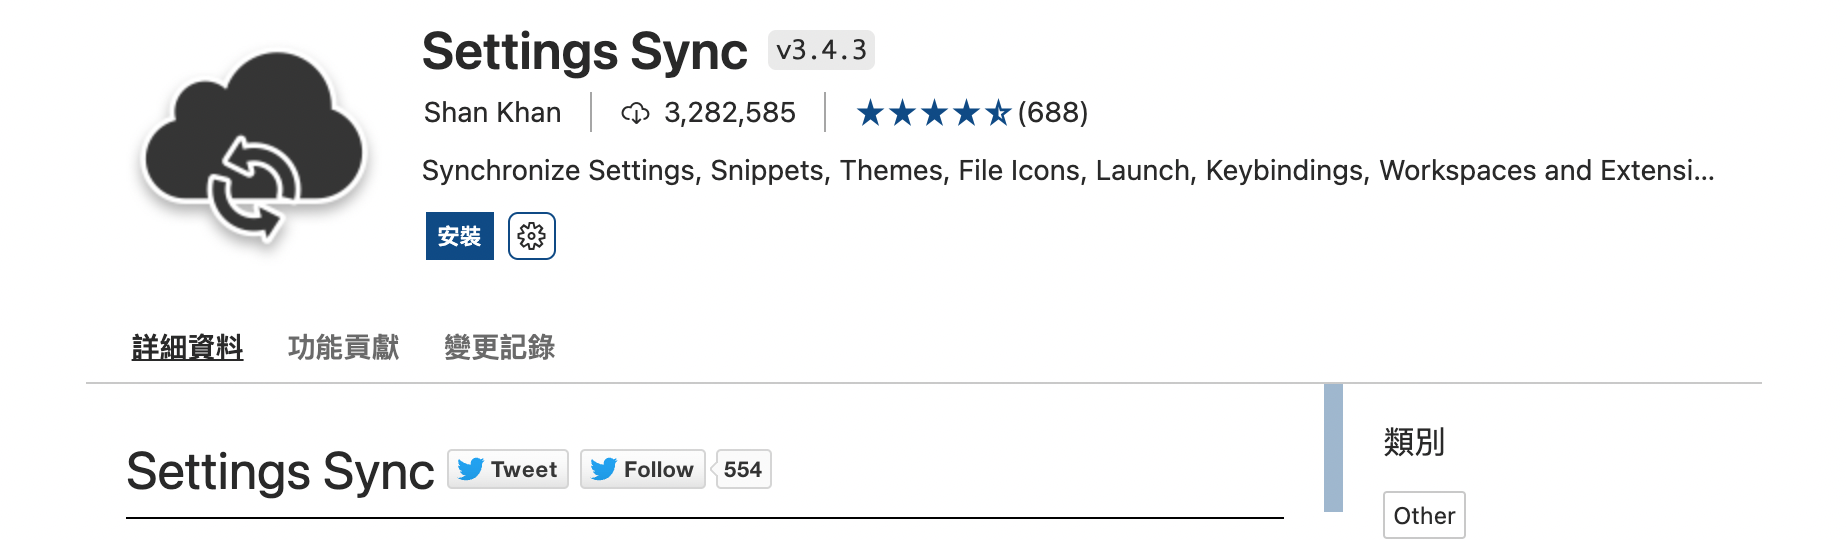 Settings Sync v3.4.3
Shan Khan 3,282,585 (688)
Synchronize Settings, Snippets, Themes, File Icons, Launch, Keybindings, Workspaces and Extensi...
安裝
詳細資料 功能貢獻 變更記錄
Settings Sync Tweet Follow 554
類別
Other